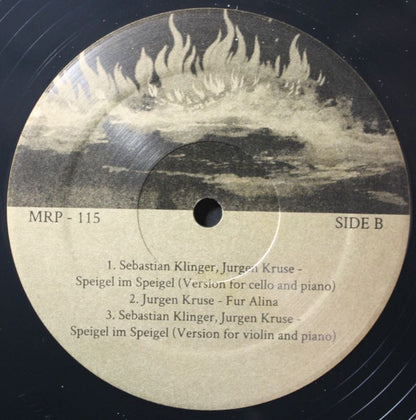 MRP - 115
SIDE B
1. Sebastian Klinger, Jurgen Kruse -
Speigel im Speigel (Version for cello and piano)
2. Jurgen Kruse - Fur Alina
3. Sebastian Klinger, Jurgen Kruse -
Speigel im Speigel (Version for violin and piano)